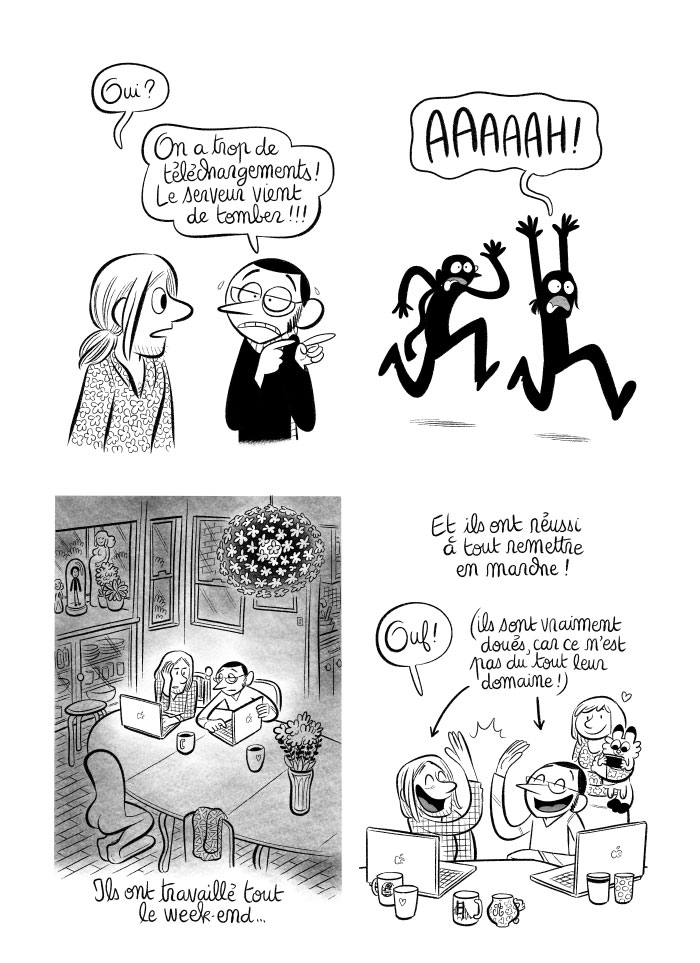 Oui ?
On a trop de
téléchargements !
Le serveur vient
de tomber !!!
AAAAAH !
Ils ont travaillé tout
le week-end...
Et ils ont réussi
à tout remettre
en marche !
Ouf !
(ils sont vraiment
doués, car ce n'est
pas du tout leur
domaine !)